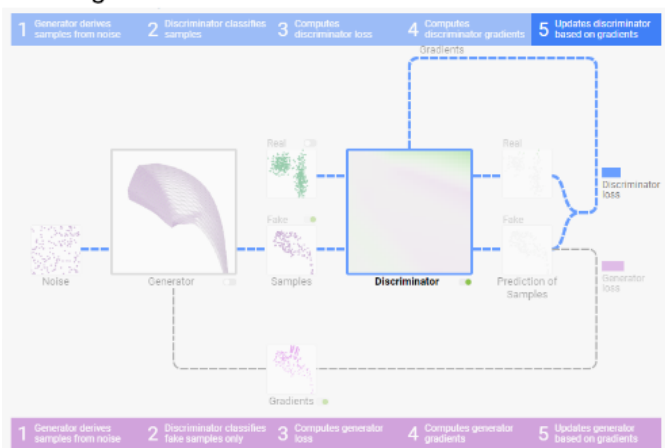 1 Generator derives samples from noise
2 Discriminator classifies samples
3 Computes discriminator loss
4 Computes discriminator gradients
5 Updates discriminator based on gradients
Gradients
Real
Real
Discriminator loss
Fake
Fake
Noise
Generator
Samples
Discriminator
Prediction of Samples
Generator loss
Gradients
1 Generator derives samples from noise
2 Discriminator classifies fake samples only
3 Computes generator loss
4 Computes generator gradients
5 Updates generator based on gradients